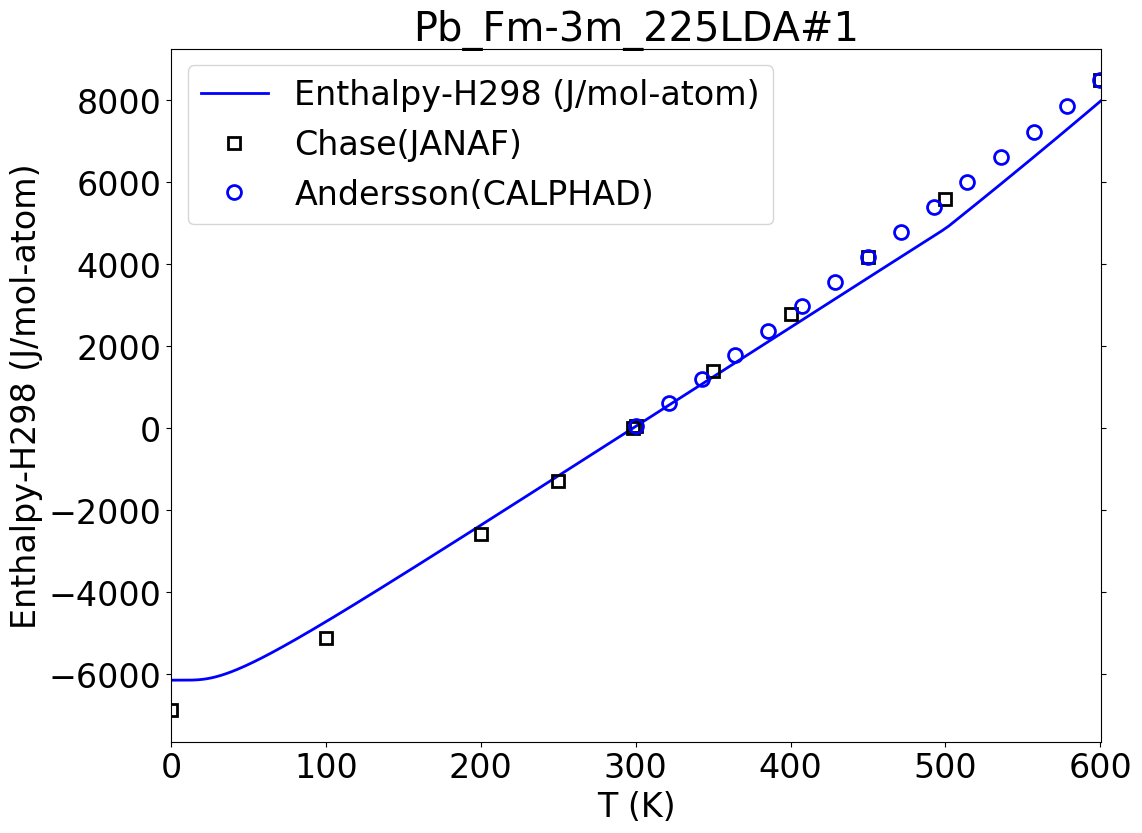 Pb_Fm-3m_225LDA#1
Enthalpy-H298 (J/mol-atom)
Chase(JANAF)
Andersson(CALPHAD)
Enthalpy-H298 (J/mol-atom)
8000
6000
4000
2000
0
−2000
−4000
−6000
0 100 200 300 400 500 600
T (K)